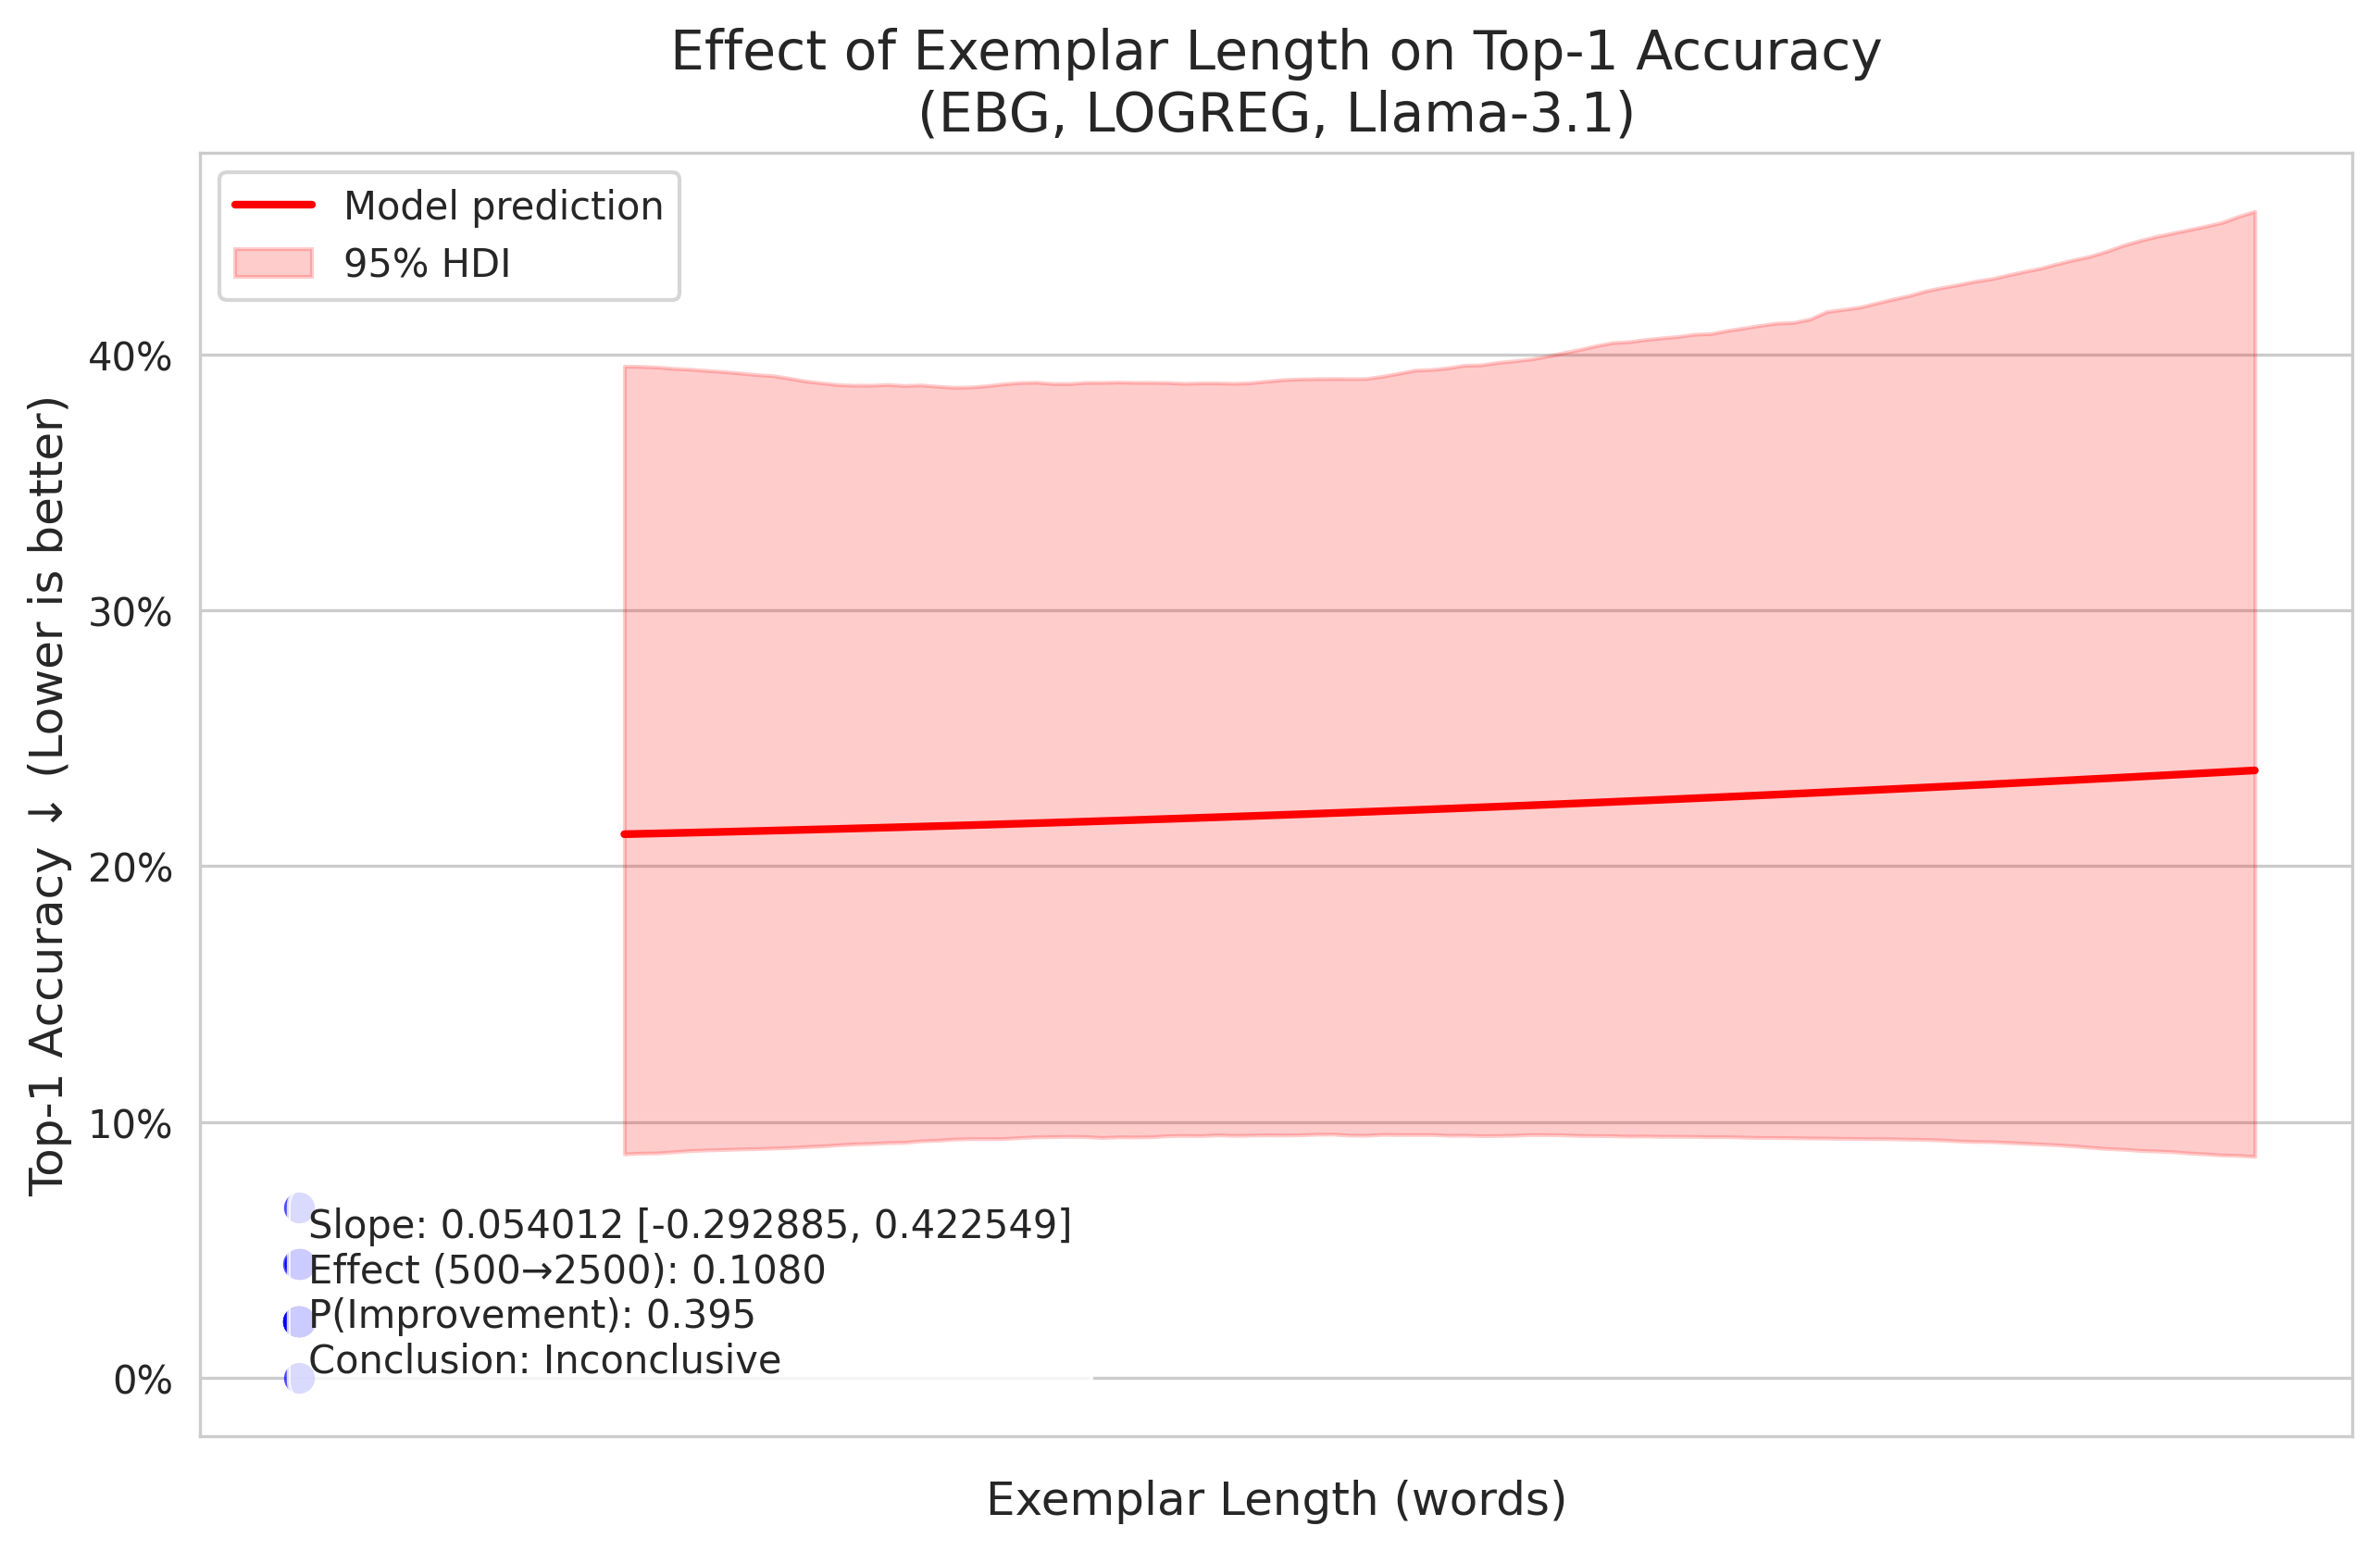 Effect of Exemplar Length on Top-1 Accuracy
(EBG, LOGREG, Llama-3.1)
Model prediction
95% HDI
Top-1 Accuracy ↓ (Lower is better)
40%
30%
20%
10%
0%
Slope: 0.054012 [-0.292885, 0.422549]
Effect (500→2500): 0.1080
P(Improvement): 0.395
Conclusion: Inconclusive
Exemplar Length (words)